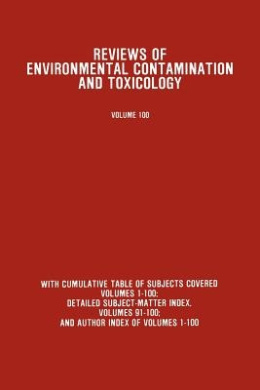 REVIEWS OF
ENVIRONMENTAL CONTAMINATION
AND TOXICOLOGY
VOLUME 100
WITH CUMULATIVE TABLE OF SUBJECTS COVERED
VOLUMES 1-100;
DETAILED SUBJECT-MATTER INDEX,
VOLUMES 91-100;
AND AUTHOR INDEX OF VOLUMES 1-100